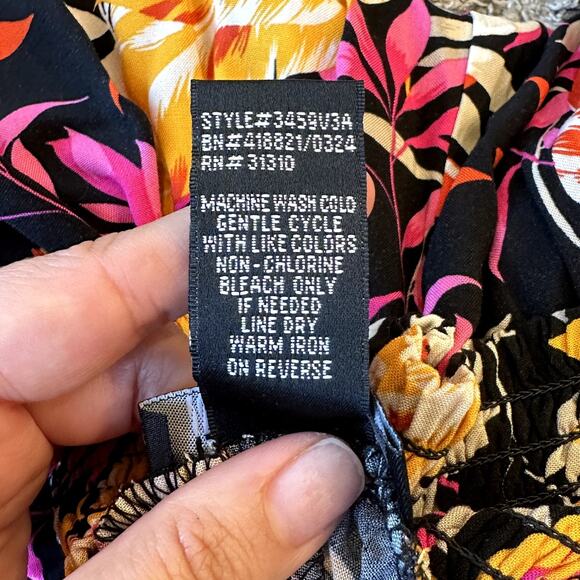 STYLE#3459V3A
BN#418821/0324
RN#31310
MACHINE WASH COLD
GENTLE CYCLE
WITH LIKE COLORS
NON-CHLORINE
BLEACH ONLY
IF NEEDED
LINE DRY
WARM IRON
ON REVERSE